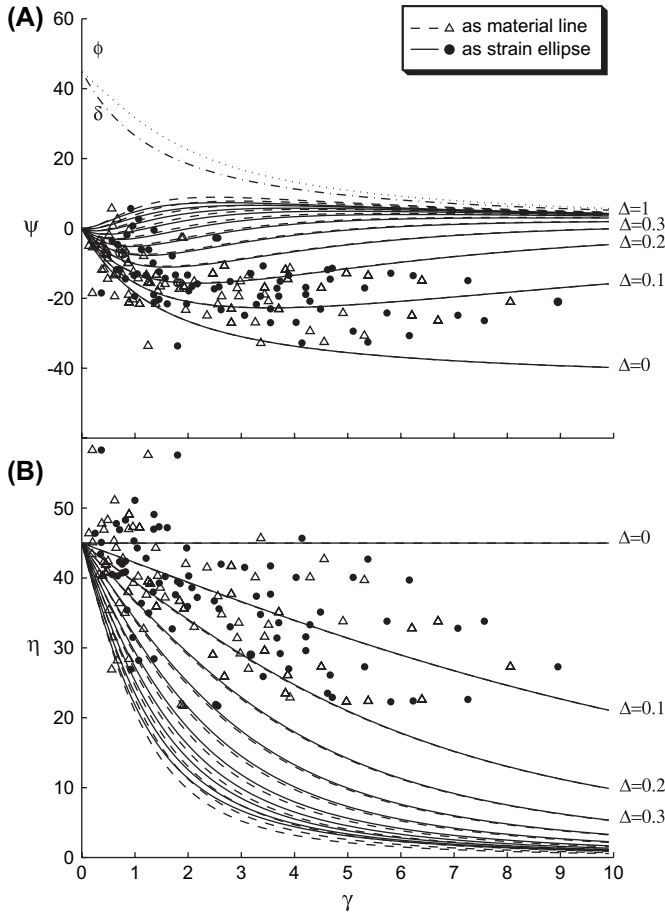 (A)
60
-- △ as material line
— ● as strain ellipse
ϕ
40
δ
20
Δ=1
ψ
0
Δ=0.3
Δ=0.2
-20
Δ=0.1
-40
Δ=0
(B)
50
Δ=0
40
η
30
Δ=0.1
20
10
Δ=0.2
Δ=0.3
0
0 1 2 3 4 5 6 7 8 9 10
γ